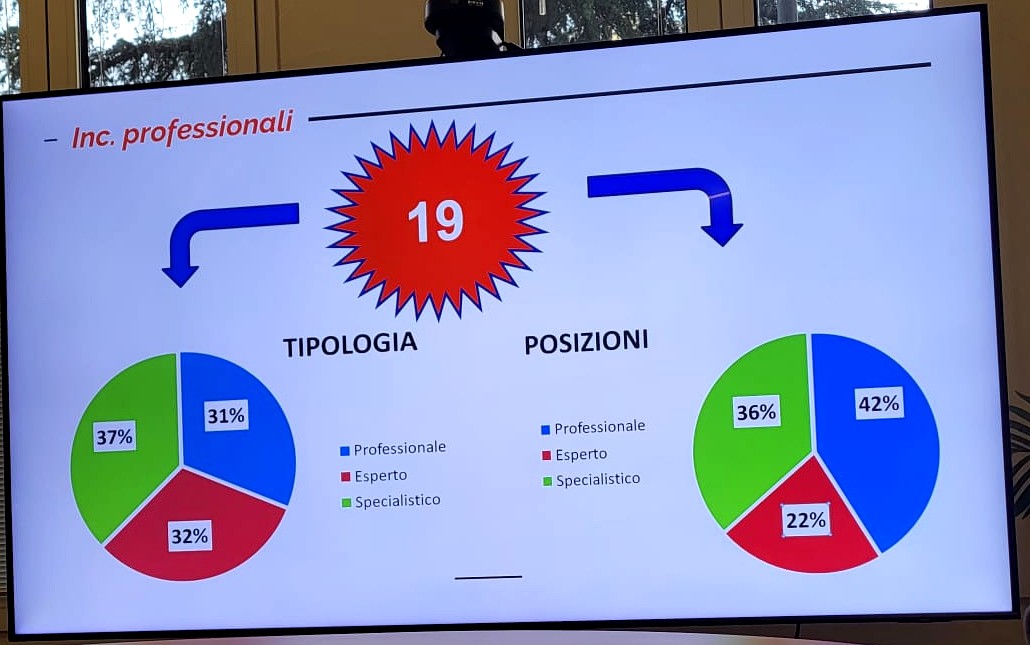 – Inc. professionali
19
TIPOLOGIA
31%
37%
32%
Professionale
Esperto
Specialistico
POSIZIONI
42%
36%
22%
Professionale
Esperto
Specialistico